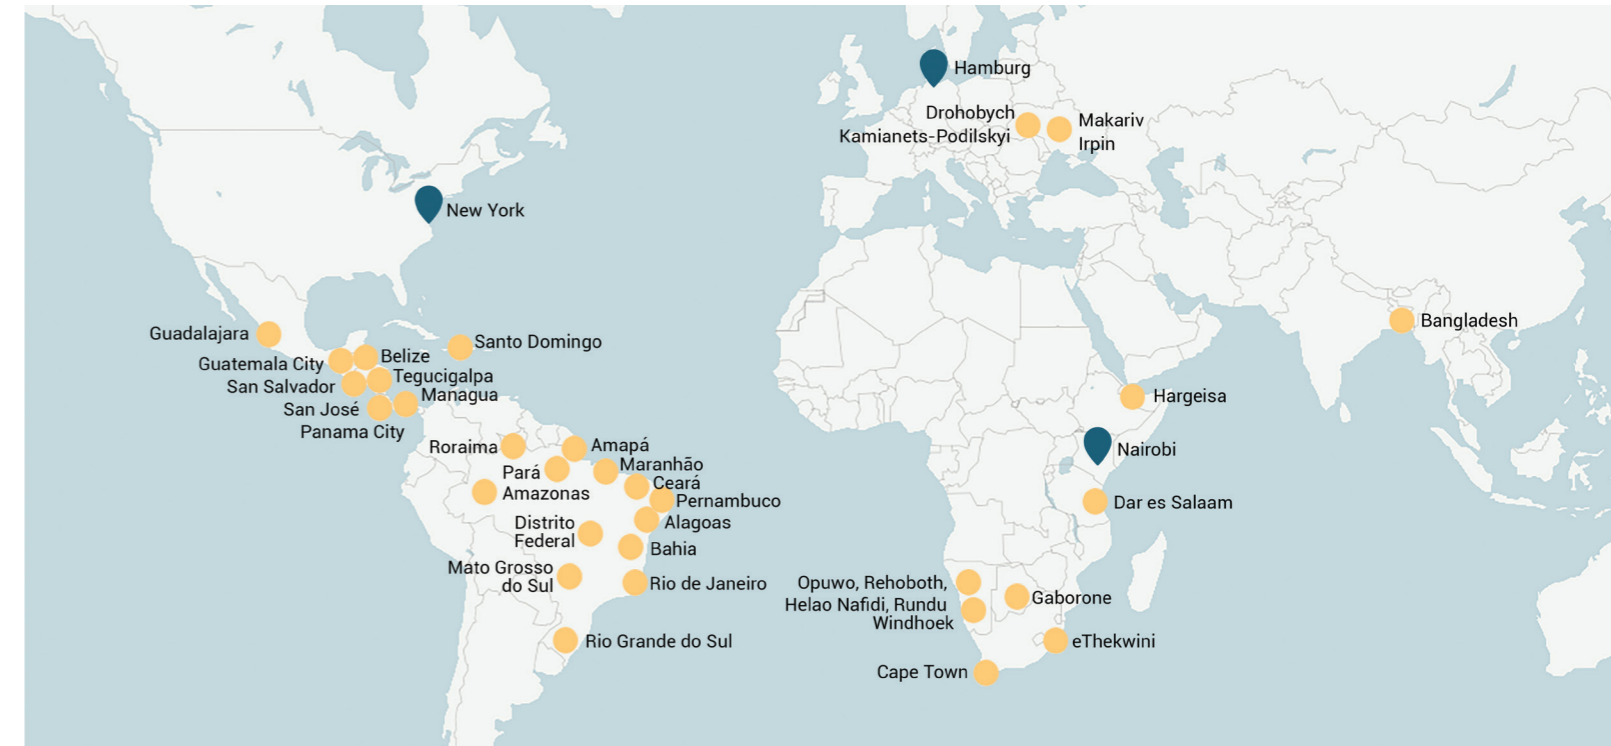 Hamburg
Drohobych
Kamianets-Podilskyi
Makariv
Irpin
New York
Guadalajara
Santo Domingo
Guatemala City
Belize
San Salvador
Tegucigalpa
Managua
San José
Panama City
Bangladesh
Hargeisa
Nairobi
Roraima
Amapá
Maranhão
Pará
Ceará
Amazonas
Pernambuco
Dar es Salaam
Distrito
Federal
Alagoas
Bahia
Mato Grosso
do Sul
Rio de Janeiro
Opuwo, Rehoboth,
Helao Nafidi, Rundu
Windhoek
Gaborone
Rio Grande do Sul
eThekwini
Cape Town